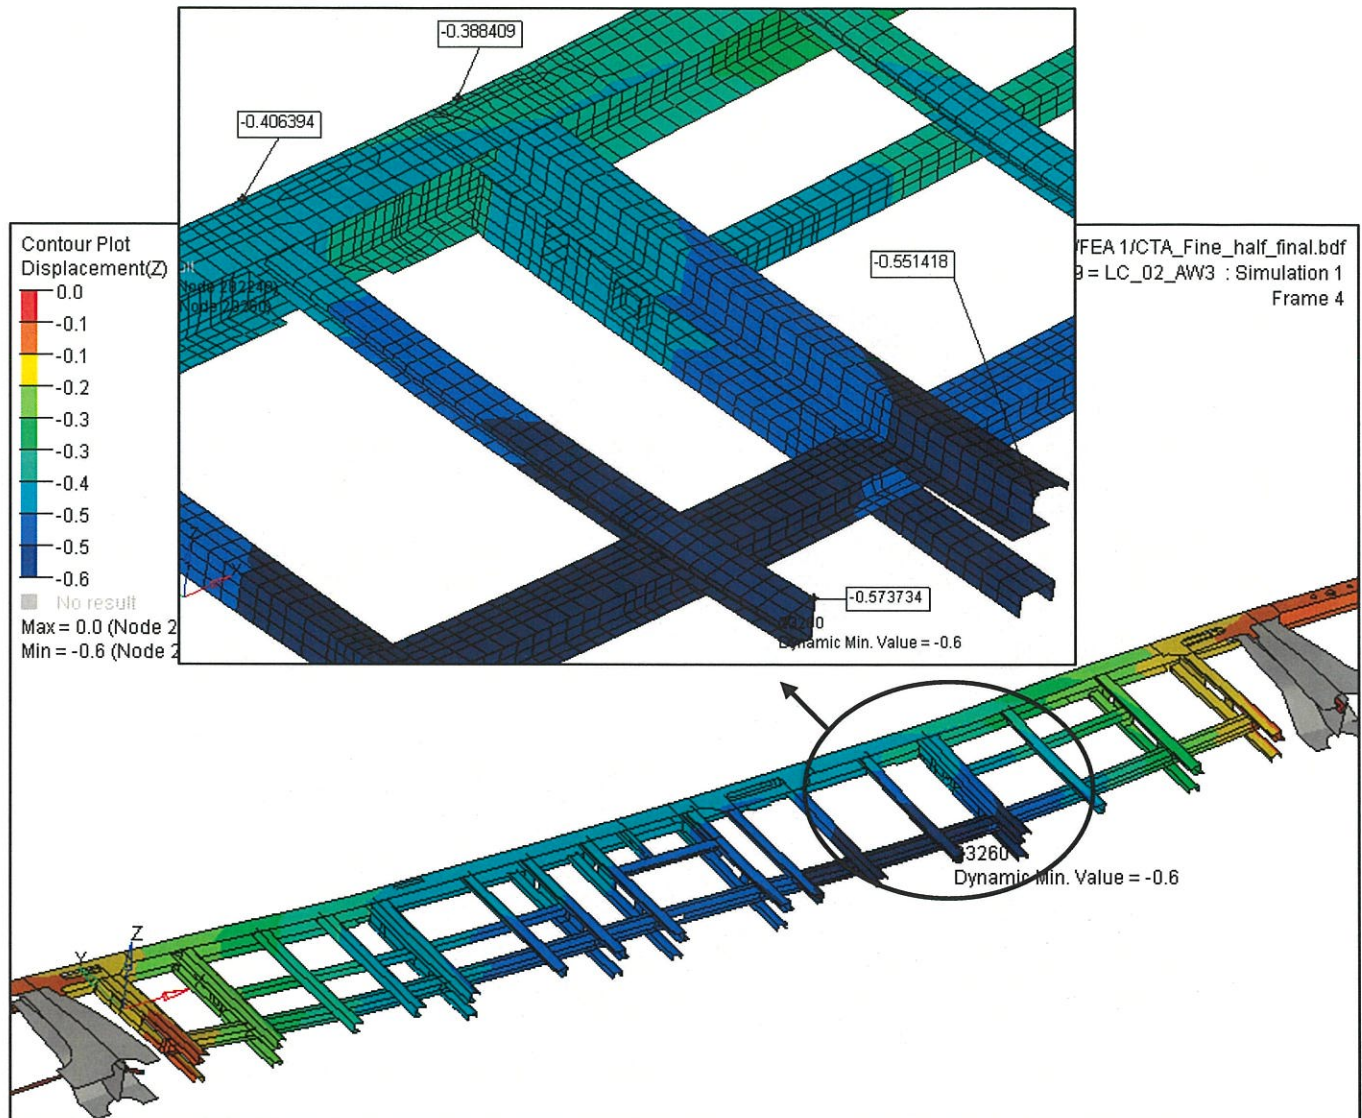 -0.388409
-0.406394
-0.551418
-0.573734
Dynamic Min. Value = -0.6
Contour Plot
Displacement(Z)
0.0
-0.1
-0.1
-0.2
-0.3
-0.3
-0.4
-0.5
-0.5
-0.6
No result
Max = 0.0 (Node 2
Min = -0.6 (Node 2
/FEA 1/CTA_Fine_half_final.bdf
9 = LC_02_AW3 : Simulation 1
Frame 4
Z
Y
3260
Dynamic Min. Value = -0.6